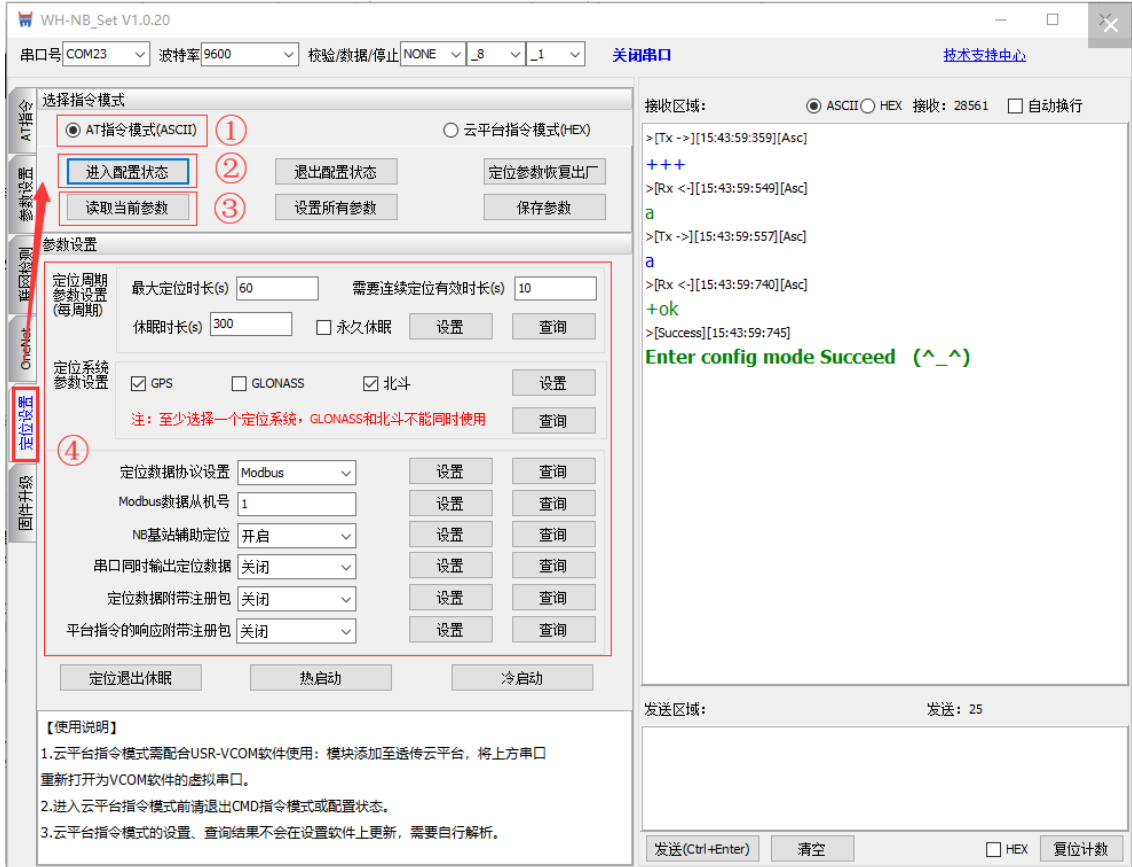 WH-NB_Set V1.0.20
串口号 COM23 波特率 9600 校验/数据/停止 NONE _8 _1 关闭串口 技术支持中心
AT指令
参数设置
联网检测
OneNet
定位设置
固件升级
选择指令模式
AT指令模式(ASCII) ① 云平台指令模式(HEX)
进入配置状态 ② 退出配置状态 定位参数恢复出厂
读取当前参数 ③ 设置所有参数 保存参数
参数设置
定位周期
参数设置
(每周期)
最大定位时长(s) 60 需要连续定位有效时长(s) 10
休眠时长(s) 300 永久休眠 设置 查询
定位系统
参数设置
GPS GLONASS 北斗 设置
注：至少选择一个定位系统，GLONASS和北斗不能同时使用 查询
④
定位数据协议设置 Modbus 设置 查询
Modbus数据从机号 1 设置 查询
NB基站辅助定位 开启 设置 查询
串口同时输出定位数据 关闭 设置 查询
定位数据附带注册包 关闭 设置 查询
平台指令的响应附带注册包 关闭 设置 查询
定位退出休眠 热启动 冷启动
【使用说明】
1.云平台指令模式需配合USR-VCOM软件使用：模块添加至透传云平台，将上方串口
重新打开为VCOM软件的虚拟串口。
2.进入云平台指令模式前请退出CMD指令模式或配置状态。
3.云平台指令模式的设置、查询结果不会在设置软件上更新，需要自行解析。
接收区域： ASCII HEX 接收：28561 自动换行
>[Tx ->][15:43:59:359][Asc]
+++
>[Rx <-][15:43:59:549][Asc]
a
>[Tx ->][15:43:59:557][Asc]
a
>[Rx <-][15:43:59:740][Asc]
+ok
>[Success][15:43:59:745]
Enter config mode Succeed (^_^)
发送区域： 发送：25
发送(Ctrl+Enter) 清空 HEX 复位计数